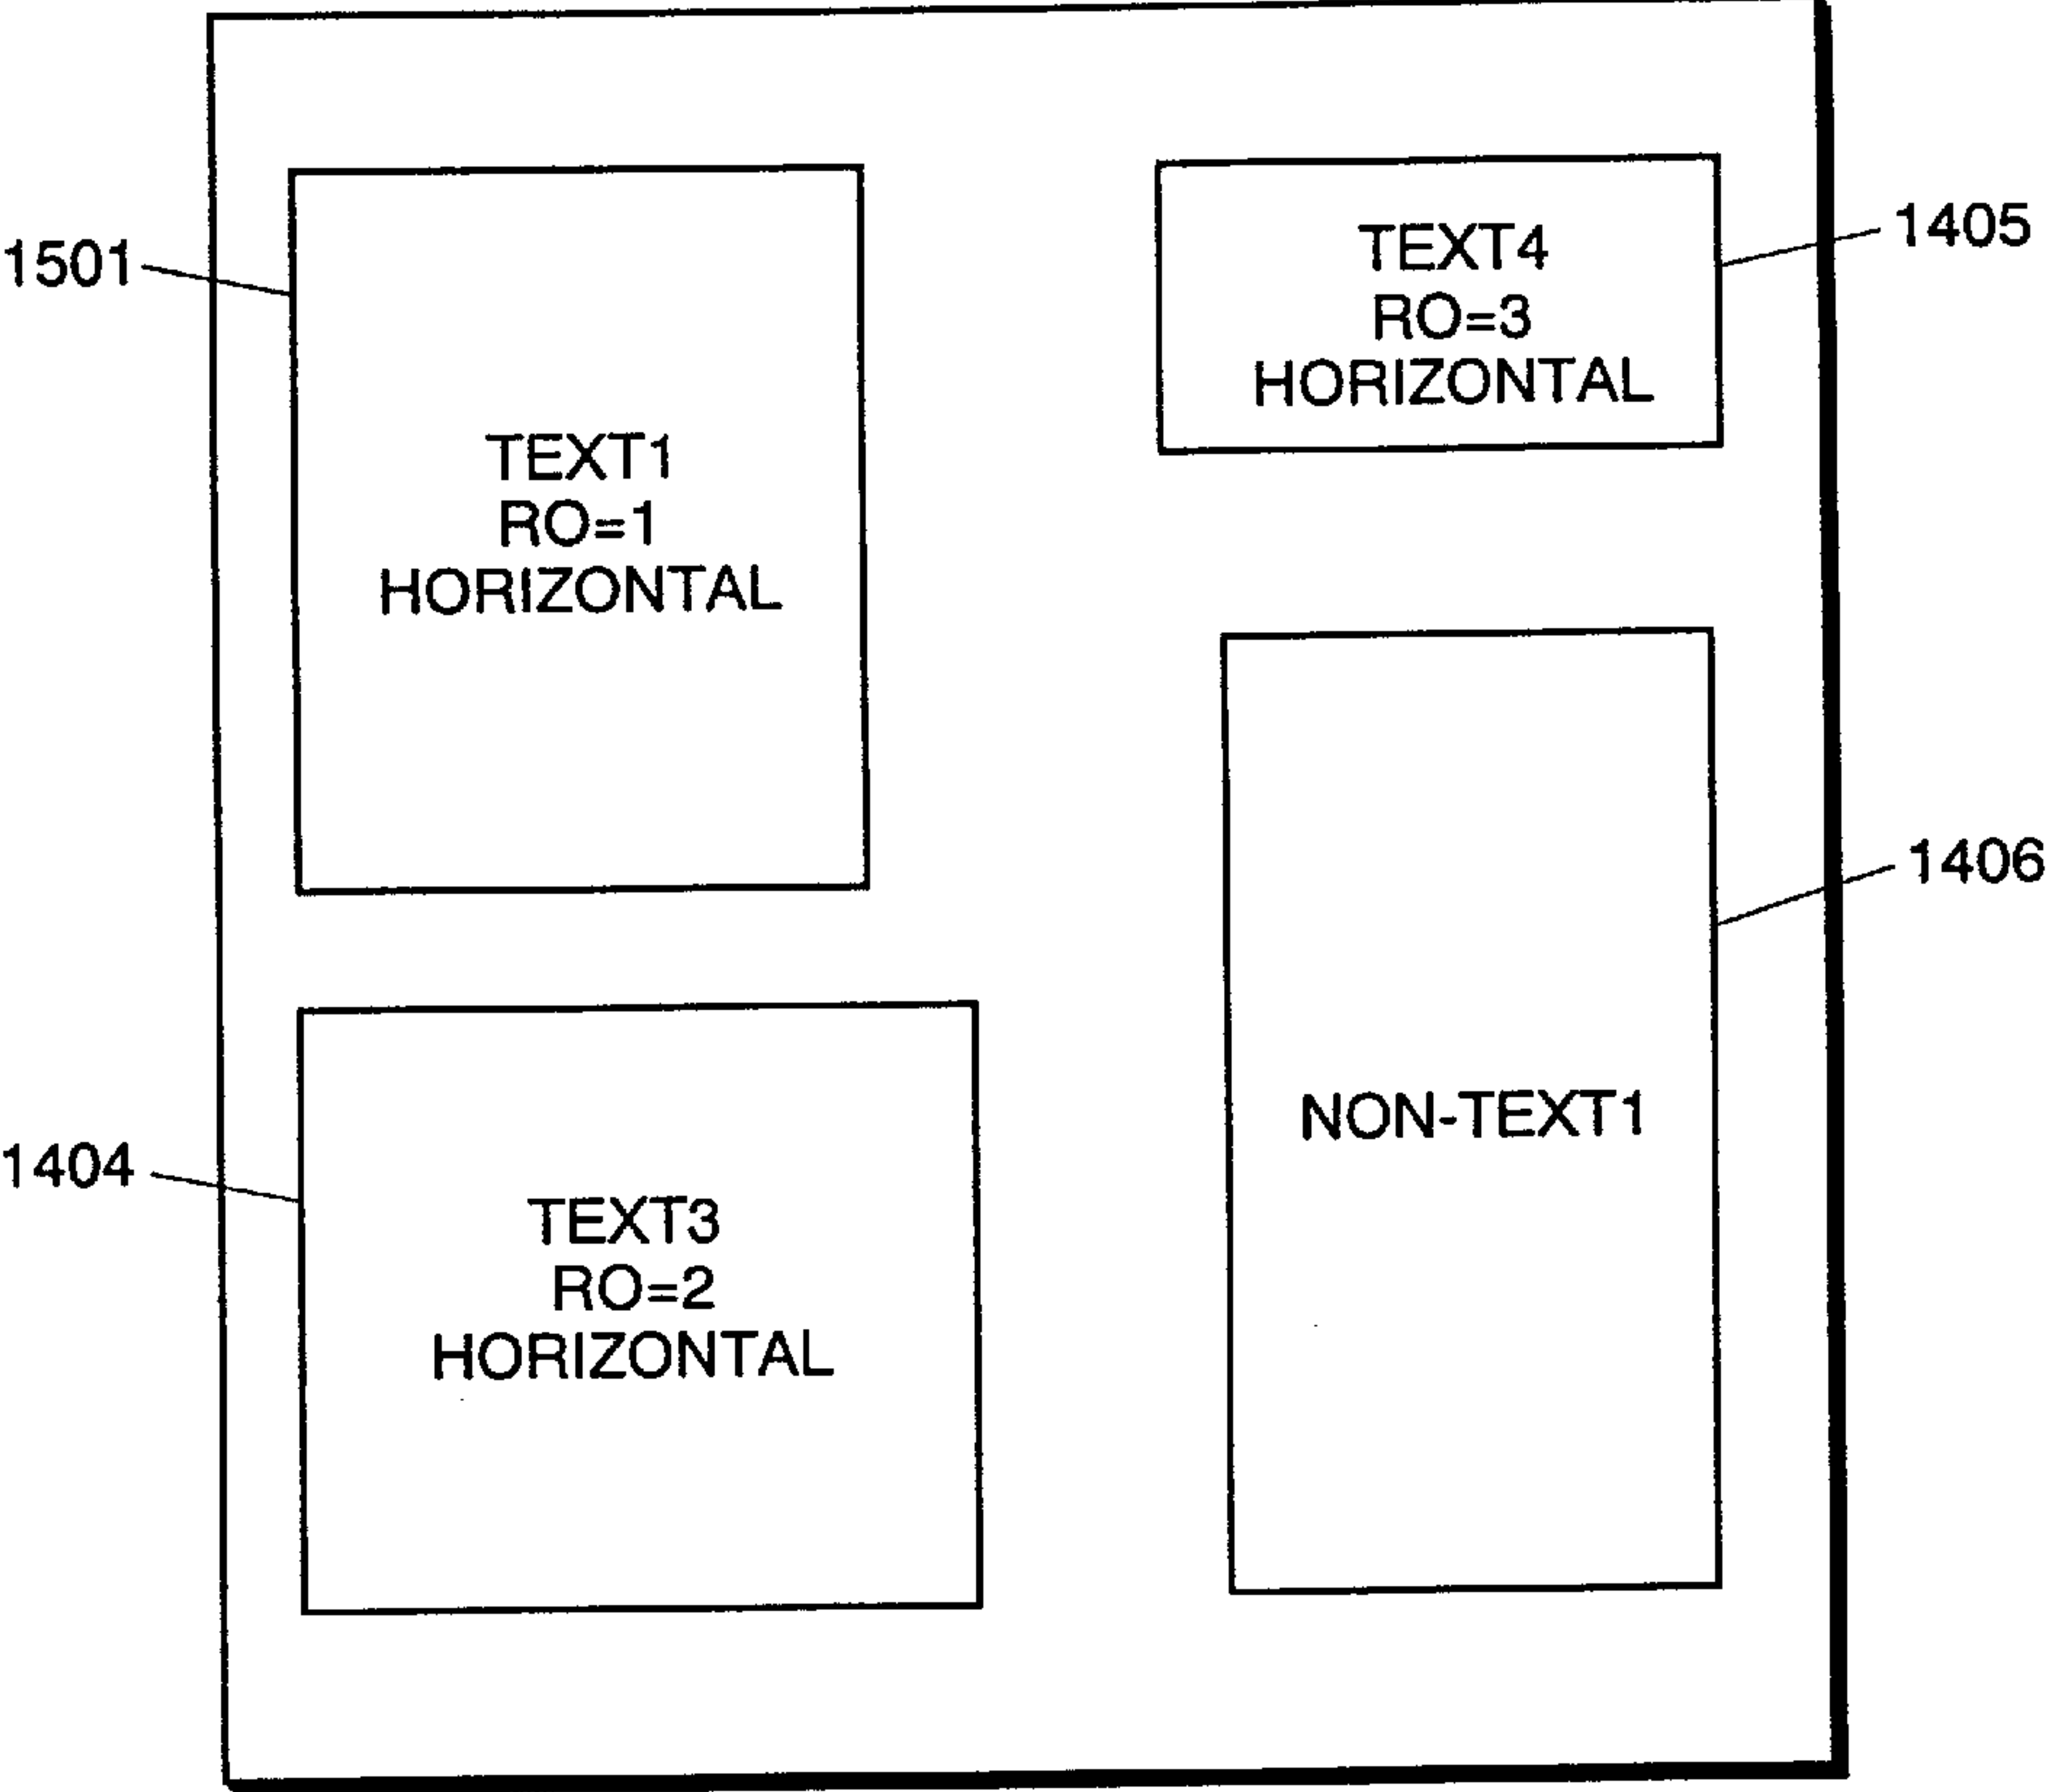 1501
TEXT1
RO=1
HORIZONTAL
1404
TEXT3
RO=2
HORIZONTAL
TEXT4
RO=3
HORIZONTAL
1405
NON-TEXT1
1406